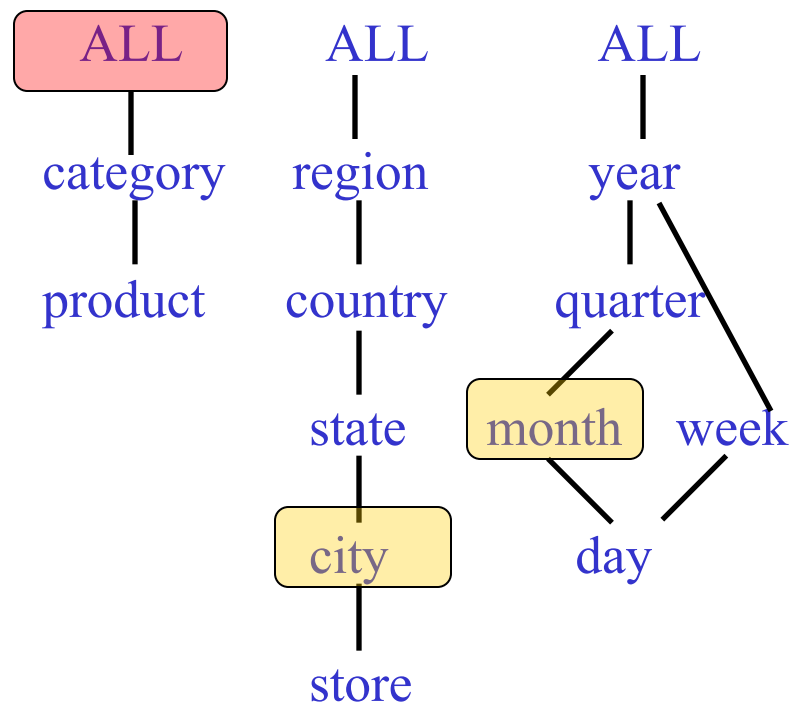 ALL ALL ALL
category region year
product country quarter
state month week
city day
store